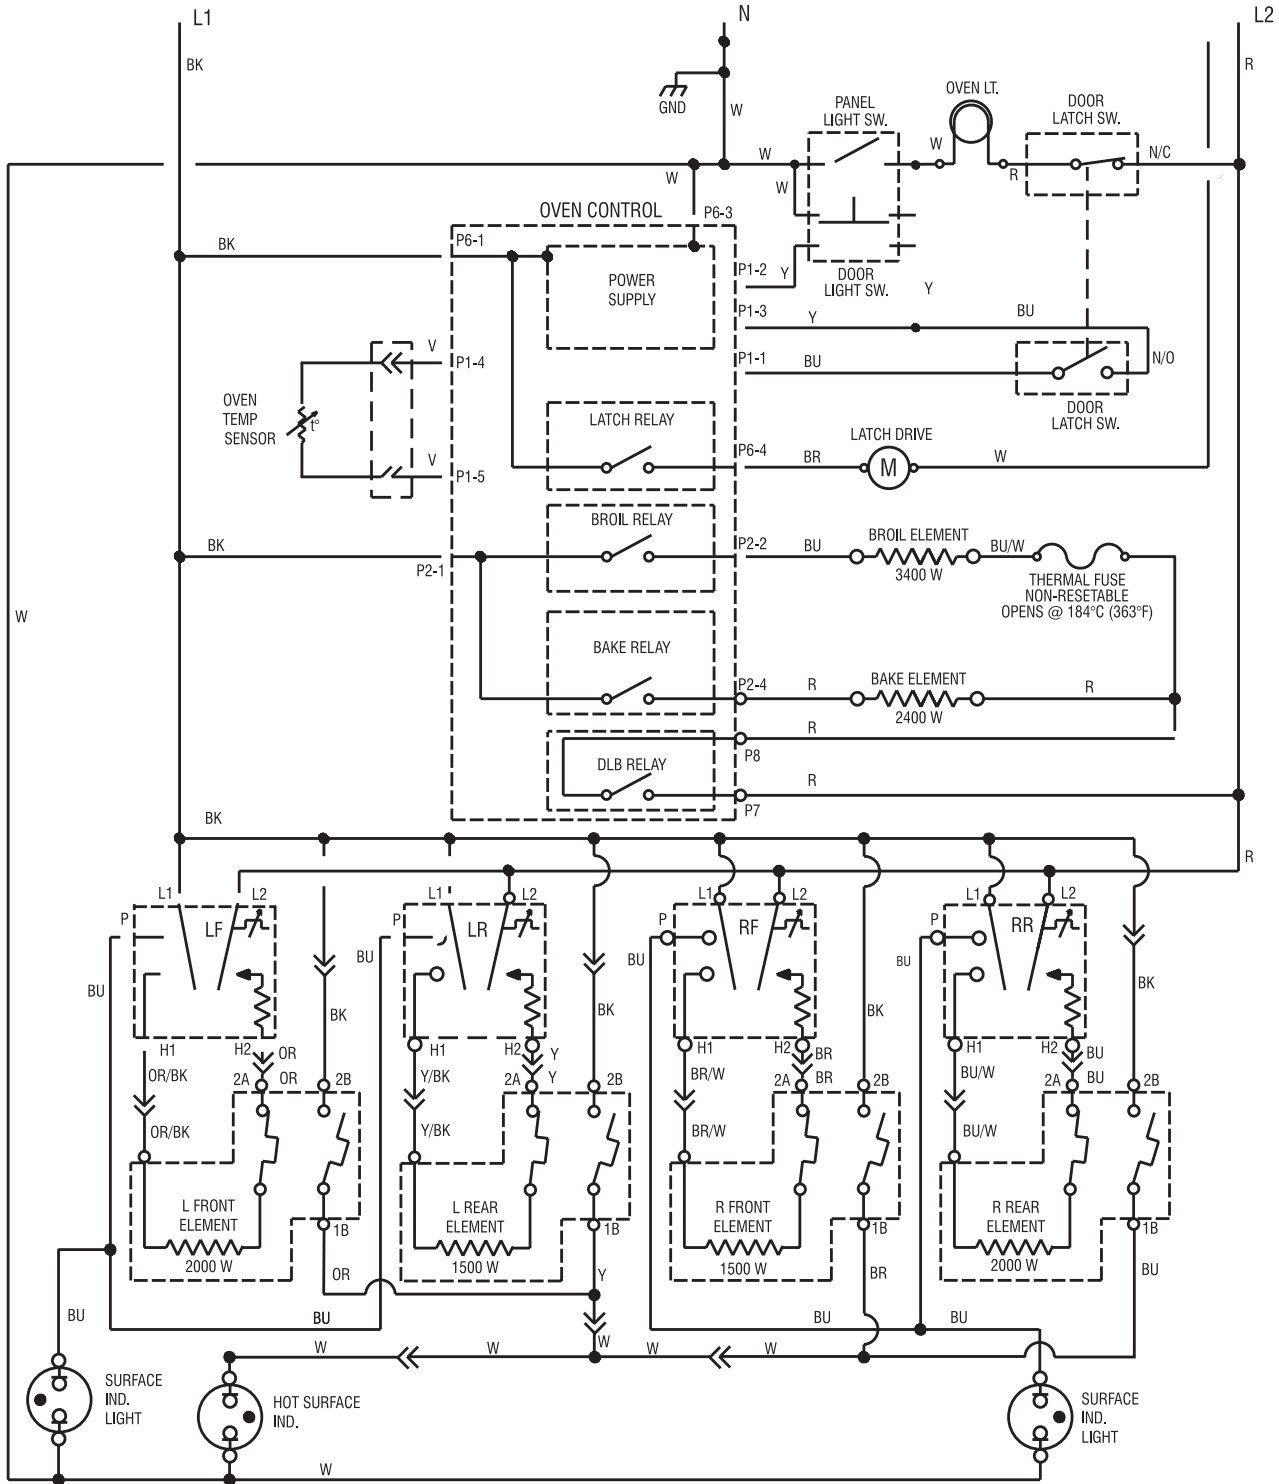 L1
N
L2
BK
R
GND
W
PANEL
LIGHT SW.
OVEN LT.
DOOR
LATCH SW.
W
W
W
W
R
N/C
OVEN CONTROL
P6-3
BK
P6-1
POWER
SUPPLY
P1-2
Y
DOOR
LIGHT SW.
Y
P1-3
Y
BU
V
P1-4
P1-1
BU
N/O
OVEN
TEMP
SENSOR
t°
DOOR
LATCH SW.
LATCH RELAY
LATCH DRIVE
V
P1-5
P6-4
BR
M
W
BROIL RELAY
BK
P2-1
P2-2
BU
BROIL ELEMENT
3400 W
BU/W
THERMAL FUSE
NON-RESETABLE
OPENS @ 184°C (363°F)
W
BAKE RELAY
P2-4
R
BAKE ELEMENT
2400 W
R
R
DLB RELAY
P8
R
P7
BK
R
L1
L2
P
LF
L1
L2
P
LR
L1
L2
P
RF
L1
L2
P
RR
BU
BU
BU
BU
BK
BK
BK
BK
H1
H2
OR
OR/BK
2A
OR
2B
OR/BK
H1
H2
Y
Y/BK
2A
Y
2B
Y/BK
H1
H2
BR
BR/W
2A
BR
2B
BR/W
H1
H2
BU
BU/W
2A
BU
2B
BU/W
L FRONT
ELEMENT
2000 W
1B
L REAR
ELEMENT
1500 W
1B
R FRONT
ELEMENT
1500 W
1B
R REAR
ELEMENT
2000 W
1B
OR
Y
BR
BU
BU
BU
BU
BU
W
W
W
W
W
SURFACE
IND.
LIGHT
HOT SURFACE
IND.
SURFACE
IND.
LIGHT
W